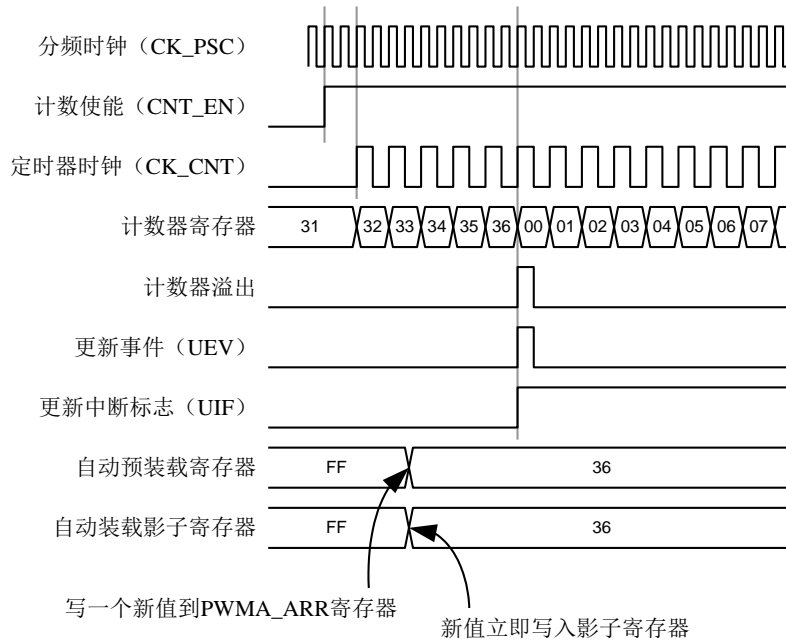 分频时钟（CK_PSC）
计数使能（CNT_EN）
定时器时钟（CK_CNT）
计数器寄存器 31 32 33 34 35 36 00 01 02 03 04 05 06 07
计数器溢出
更新事件（UEV）
更新中断标志（UIF）
自动预装载寄存器 FF 36
自动装载影子寄存器 FF 36
写一个新值到PWMA_ARR寄存器
新值立即写入影子寄存器